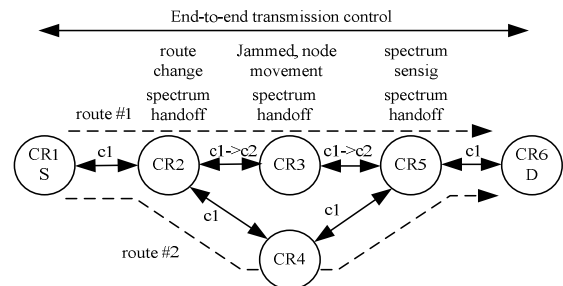 End-to-end transmission control
route
change
spectrum
handoff
Jammed, node
movement
spectrum
handoff
spectrum
sensig
spectrum
handoff
route #1
CR1
S
c1
CR2
c1->c2
CR3
c1->c2
CR5
c1
CR6
D
c1
c1
route #2
CR4